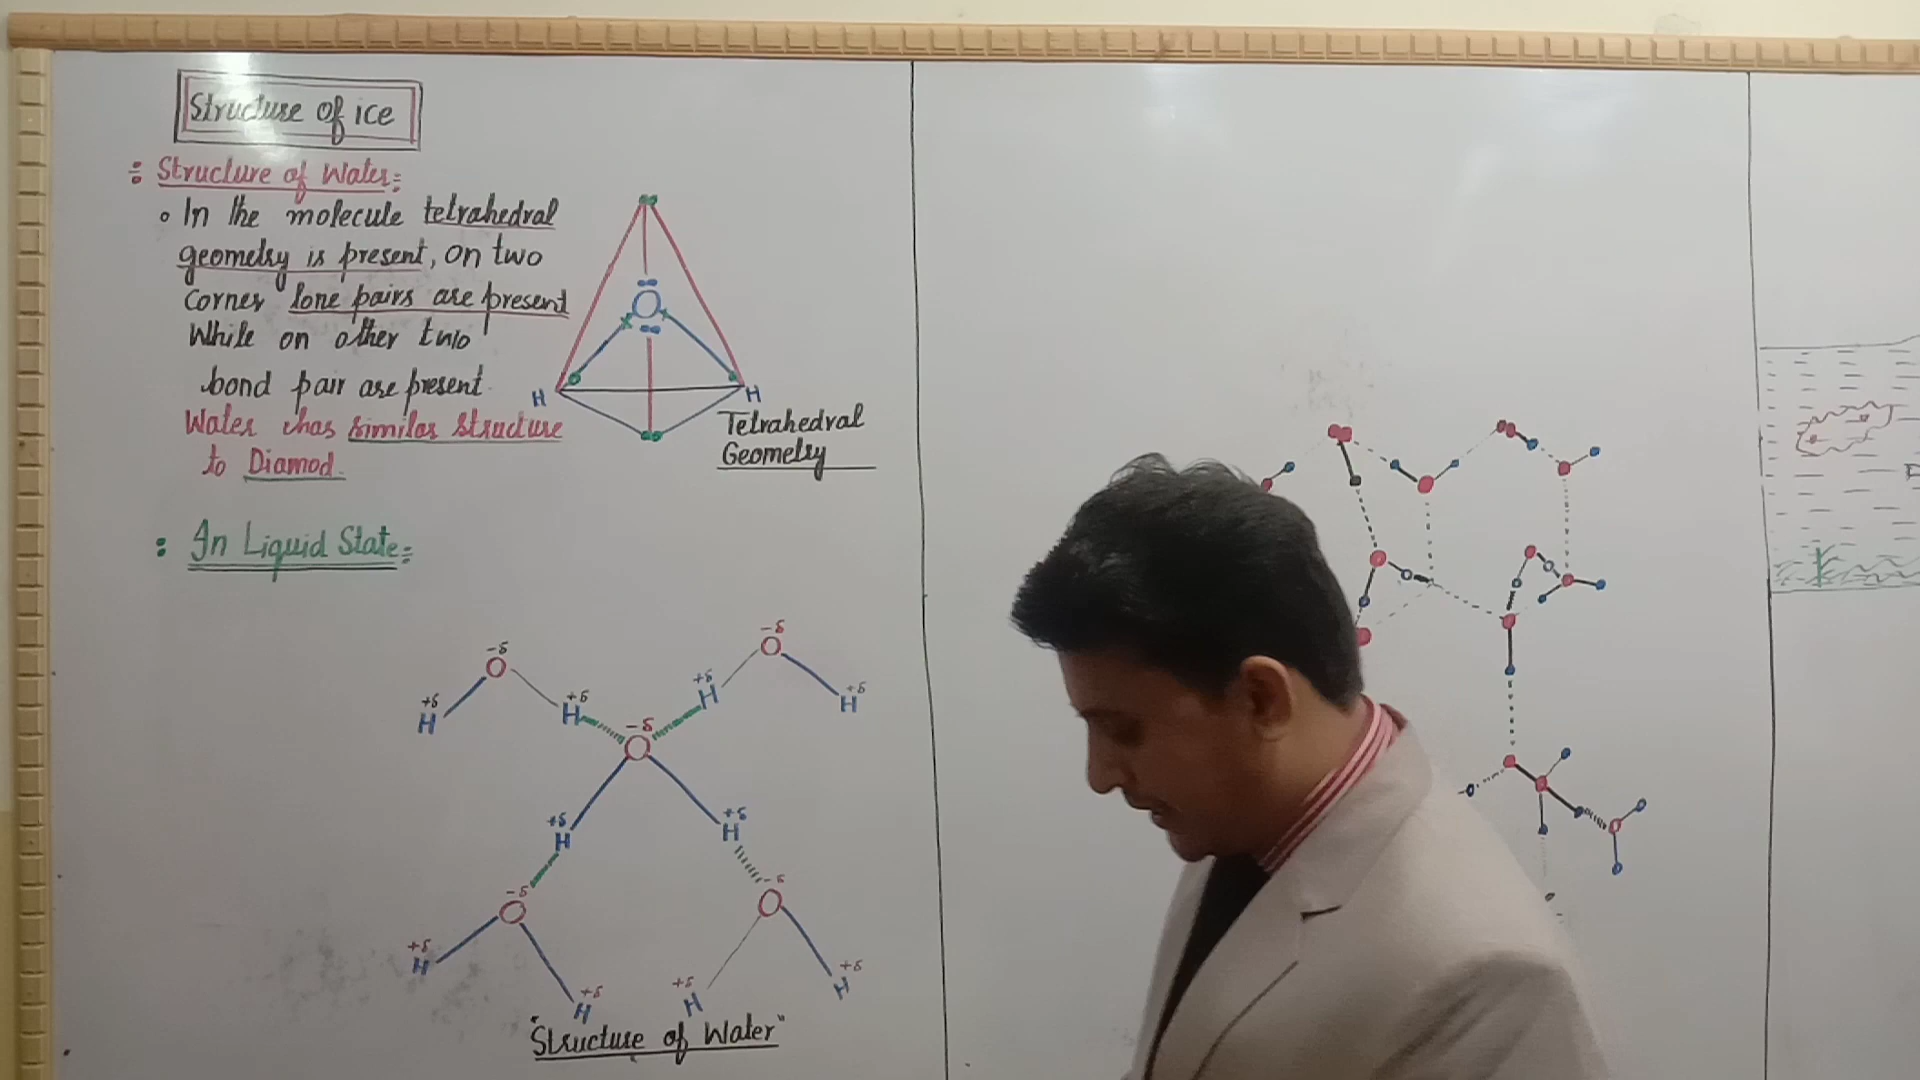 Structure of ice
: Structure of Water:-
• In the molecule tetrahedral
geometry is present, on two
corner lone pairs are present
While on other two
bond pair are present.
Water has similar structure
to Diamod.
O
H
H
Tetrahedral
Geometry
: In Liquid State:-
-δ
O
-δ
O
+δ
H
+δ
H
+δ
H
+δ
H
-δ
O
+δ
H
+δ
H
-δ
O
-δ
O
+δ
H
+δ
H
+δ
H
+δ
H
"Structure of Water"